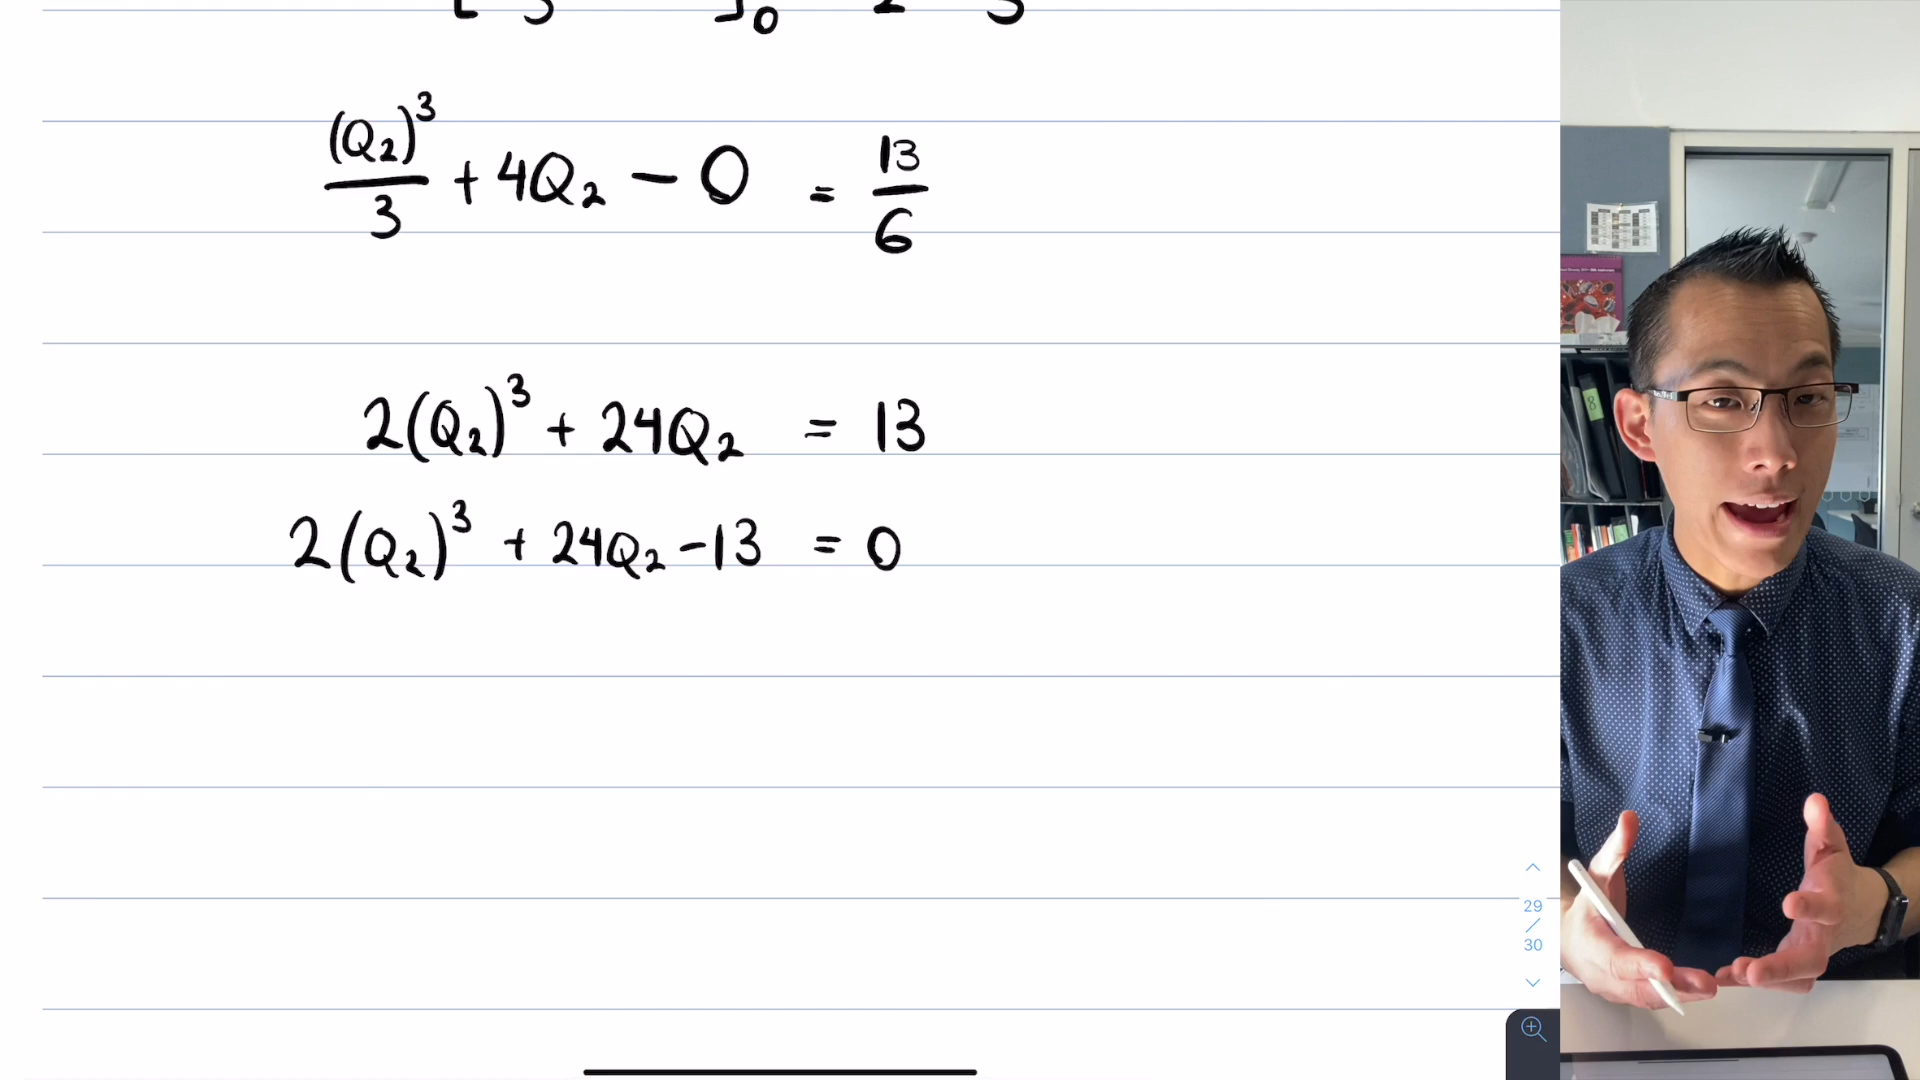 (Q₂)³/3 + 4Q₂ − 0 = 13/6
2(Q₂)³ + 24Q₂ = 13
2(Q₂)³ + 24Q₂ − 13 = 0
29
/
30
8